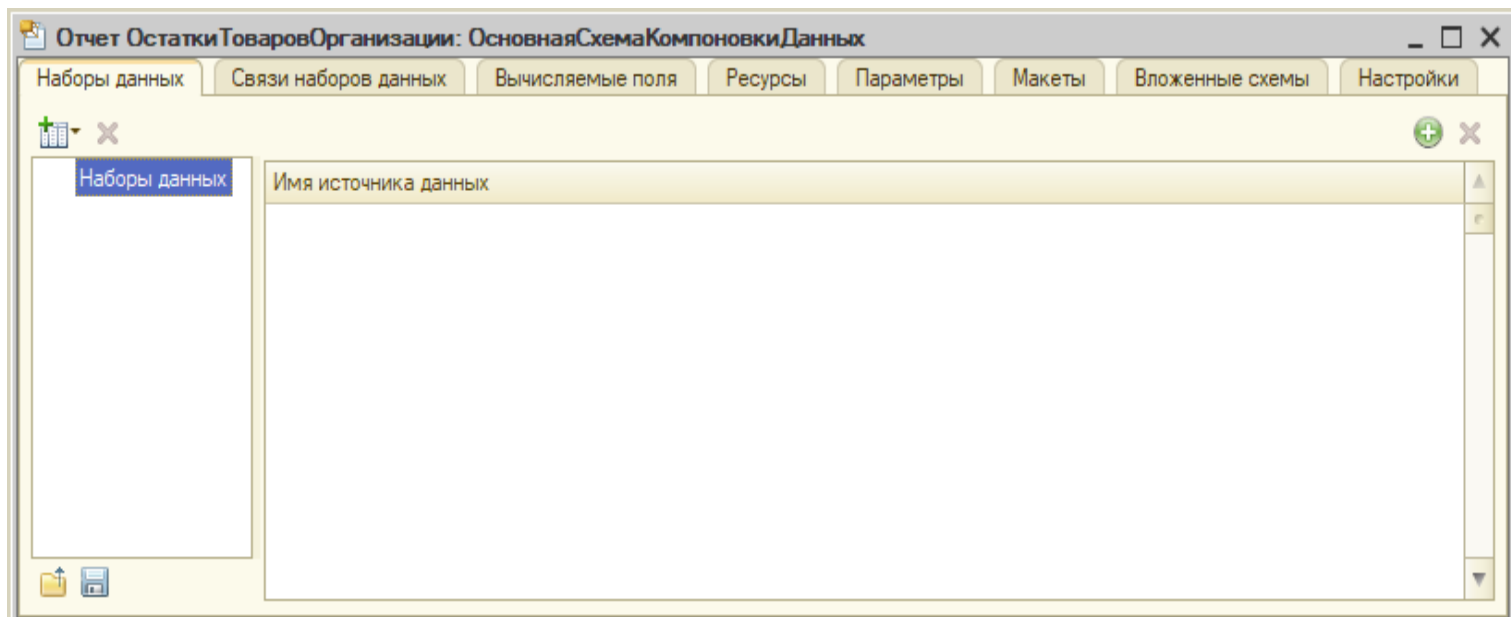 Отчет ОстаткиТоваровОрганизации: ОсновнаяСхемаКомпоновкиДанных
Наборы данных Связи наборов данных Вычисляемые поля Ресурсы Параметры Макеты Вложенные схемы Настройки
Наборы данных Имя источника данных